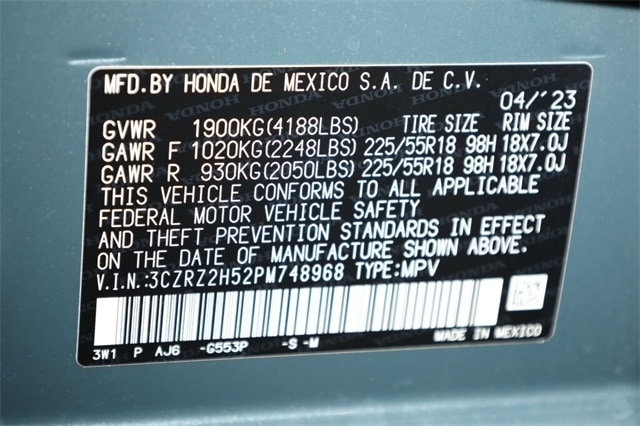 MFD.BY HONDA DE MEXICO S.A. DE C.V.
04/'23
GVWR 1900KG(4188LBS) TIRE SIZE RIM SIZE
GAWR F 1020KG(2248LBS) 225/55R18 98H 18X7.0J
GAWR R 930KG(2050LBS) 225/55R18 98H 18X7.0J
THIS VEHICLE CONFORMS TO ALL APPLICABLE
FEDERAL MOTOR VEHICLE SAFETY
AND THEFT PREVENTION STANDARDS IN EFFECT
ON THE DATE OF MANUFACTURE SHOWN ABOVE.
V.I.N.:3CZRZ2H52PM748968 TYPE:MPV
MADE IN MEXICO
3W1 P AJ6 -G553P -S -M